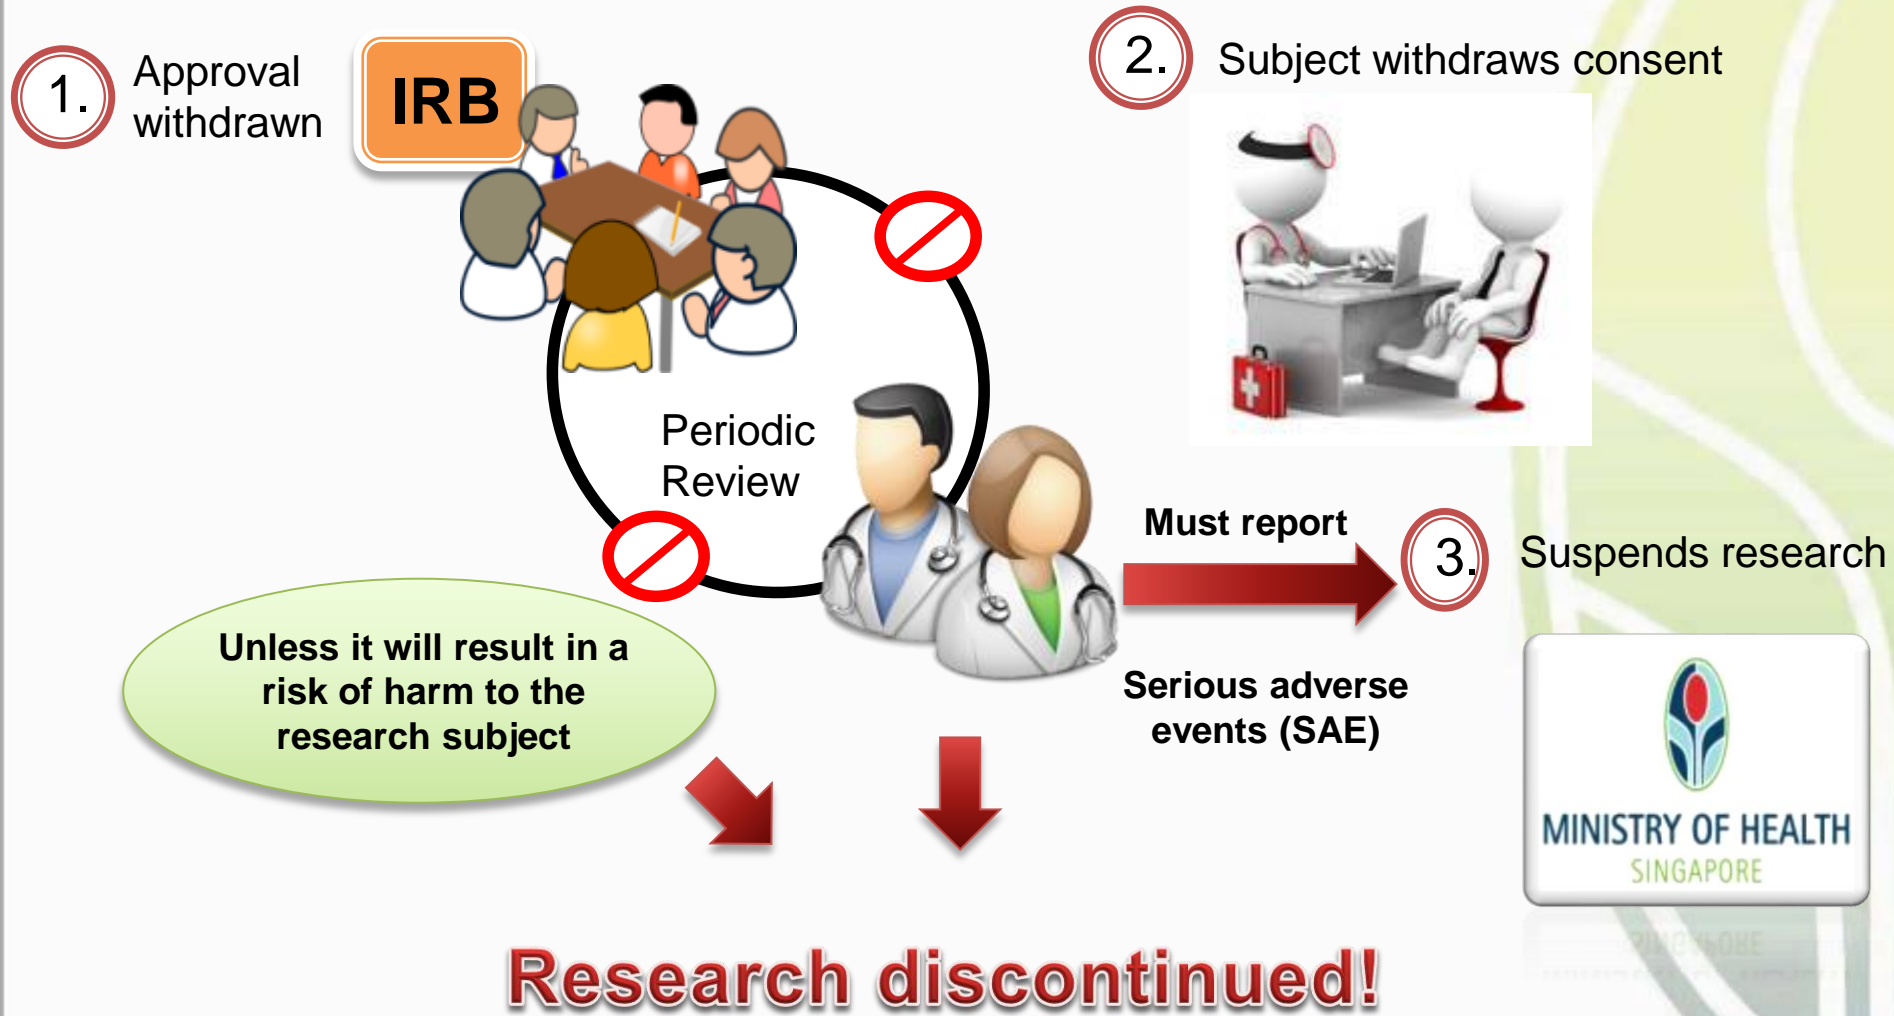 1.
Approval
withdrawn
IRB
2.
Subject withdraws consent
Periodic
Review
Must report
3.
Suspends research
Serious adverse
events (SAE)
Unless it will result in a
risk of harm to the
research subject
MINISTRY OF HEALTH
SINGAPORE
Research discontinued!